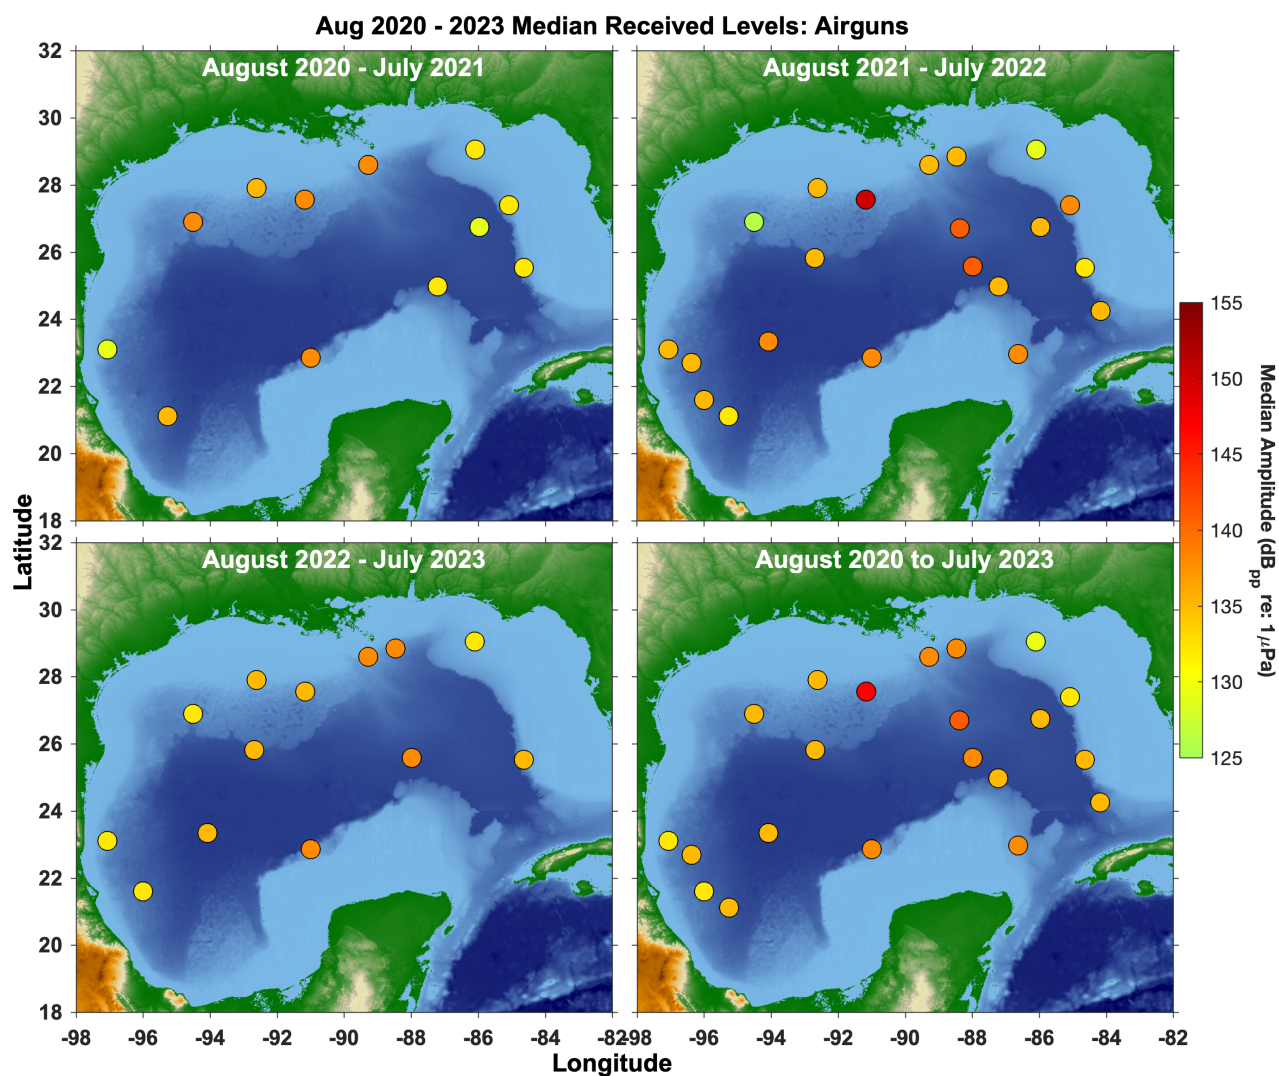 Aug 2020 - 2023 Median Received Levels: Airguns
August 2020 - July 2021
August 2021 - July 2022
32
30
28
26
24
22
20
18
August 2022 - July 2023
August 2020 to July 2023
32
30
28
26
24
22
20
18
-98 -96 -94 -92 -90 -88 -86 -84 -82
-98 -96 -94 -92 -90 -88 -86 -84 -82
Latitude
Longitude
155
150
145
140
135
130
125
Median Amplitude (dBpp re: 1 μPa)